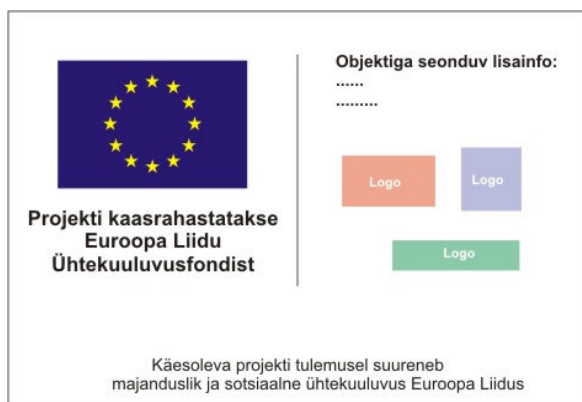 Projekti kaasrahastatakse
Euroopa Liidu
Ühtekuuluvusfondist
Objektiga seonduv lisainfo:
......
.........
Logo
Logo
Logo
Käesoleva projekti tulemusel suureneb
majanduslik ja sotsiaalne ühtekuuluvus Euroopa Liidus